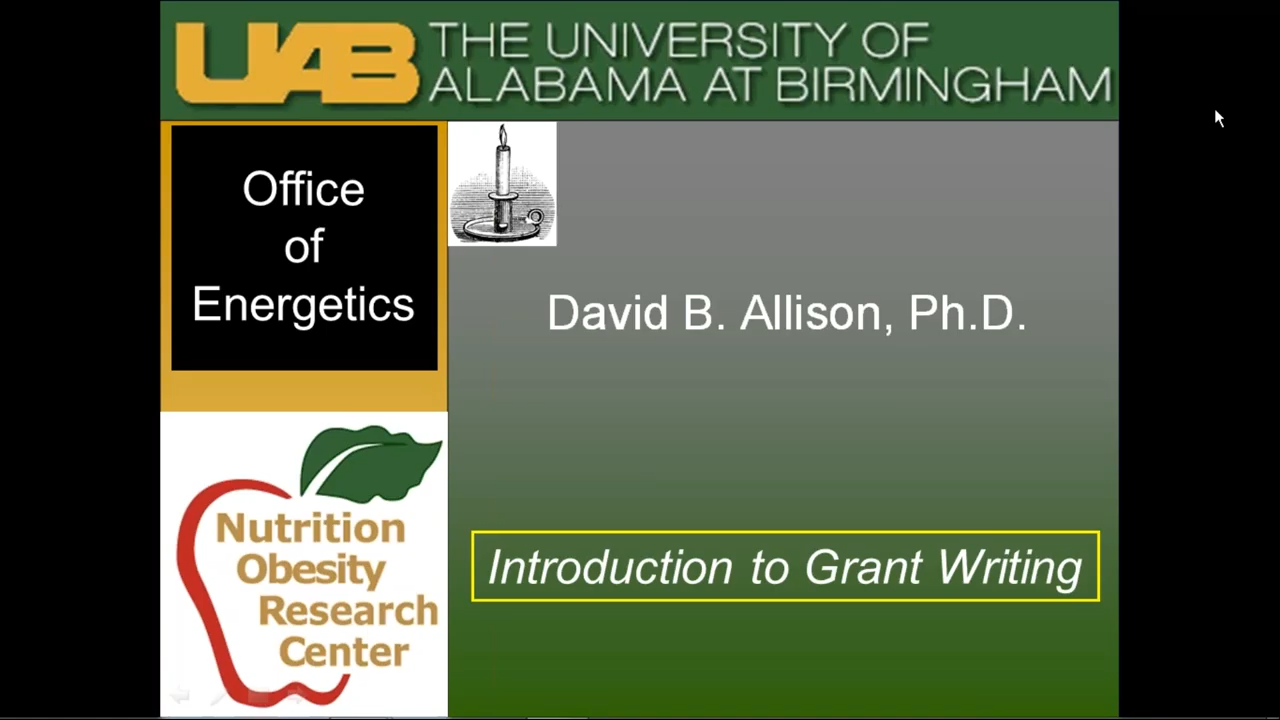 UAB
THE UNIVERSITY OF
ALABAMA AT BIRMINGHAM
Office
of
Energetics
David B. Allison, Ph.D.
Nutrition
Obesity
Research
Center
Introduction to Grant Writing